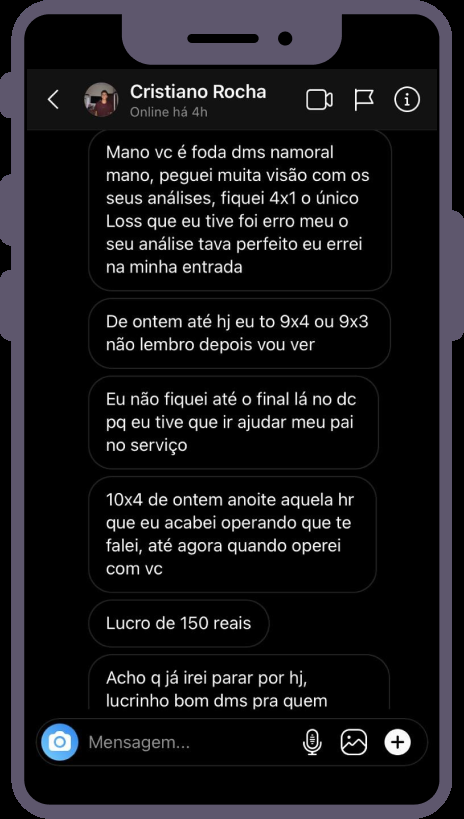 Cristiano Rocha
Online há 4h
Mano vc é foda dms namoral
mano, peguei muita visão com os
seus análises, fiquei 4x1 o único
Loss que eu tive foi erro meu o
seu análise tava perfeito eu errei
na minha entrada
De ontem até hj eu to 9x4 ou 9x3
não lembro depois vou ver
Eu não fiquei até o final lá no dc
pq eu tive que ir ajudar meu pai
no serviço
10x4 de ontem anoite aquela hr
que eu acabei operando que te
falei, até agora quando operei
com vc
Lucro de 150 reais
Acho q já irei parar por hj,
lucrinho bom dms pra quem
Mensagem...